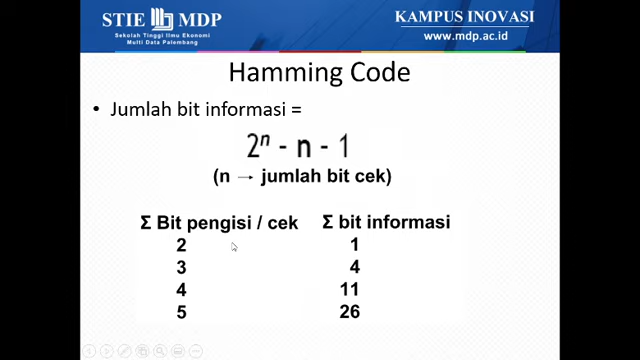 STIE MDP
Sekolah Tinggi Ilmu Ekonomi
Multi Data Palembang
KAMPUS INOVASI
www.mdp.ac.id
Hamming Code
• Jumlah bit informasi =
2ⁿ - n - 1
(n → jumlah bit cek)
Σ Bit pengisi / cek Σ bit informasi
2 1
3 4
4 11
5 26